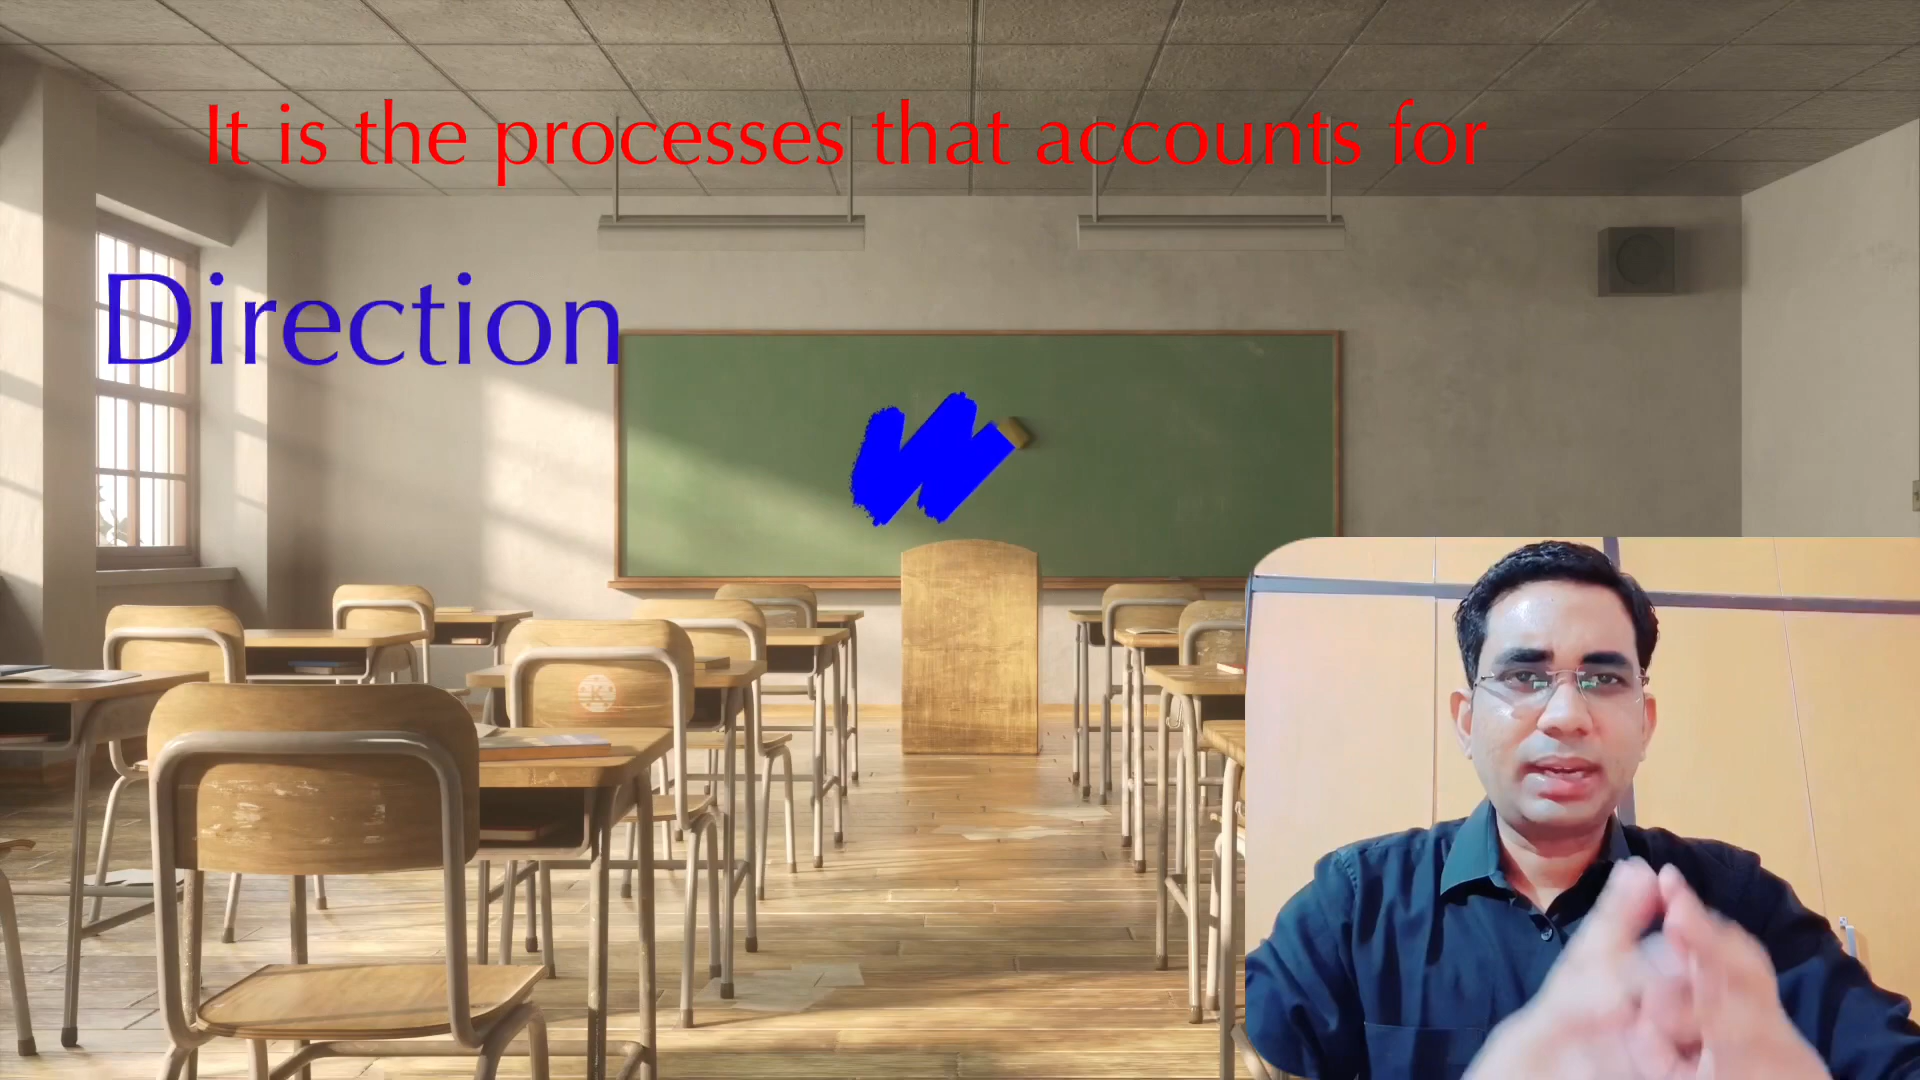 It is the processes that accounts for
Direction